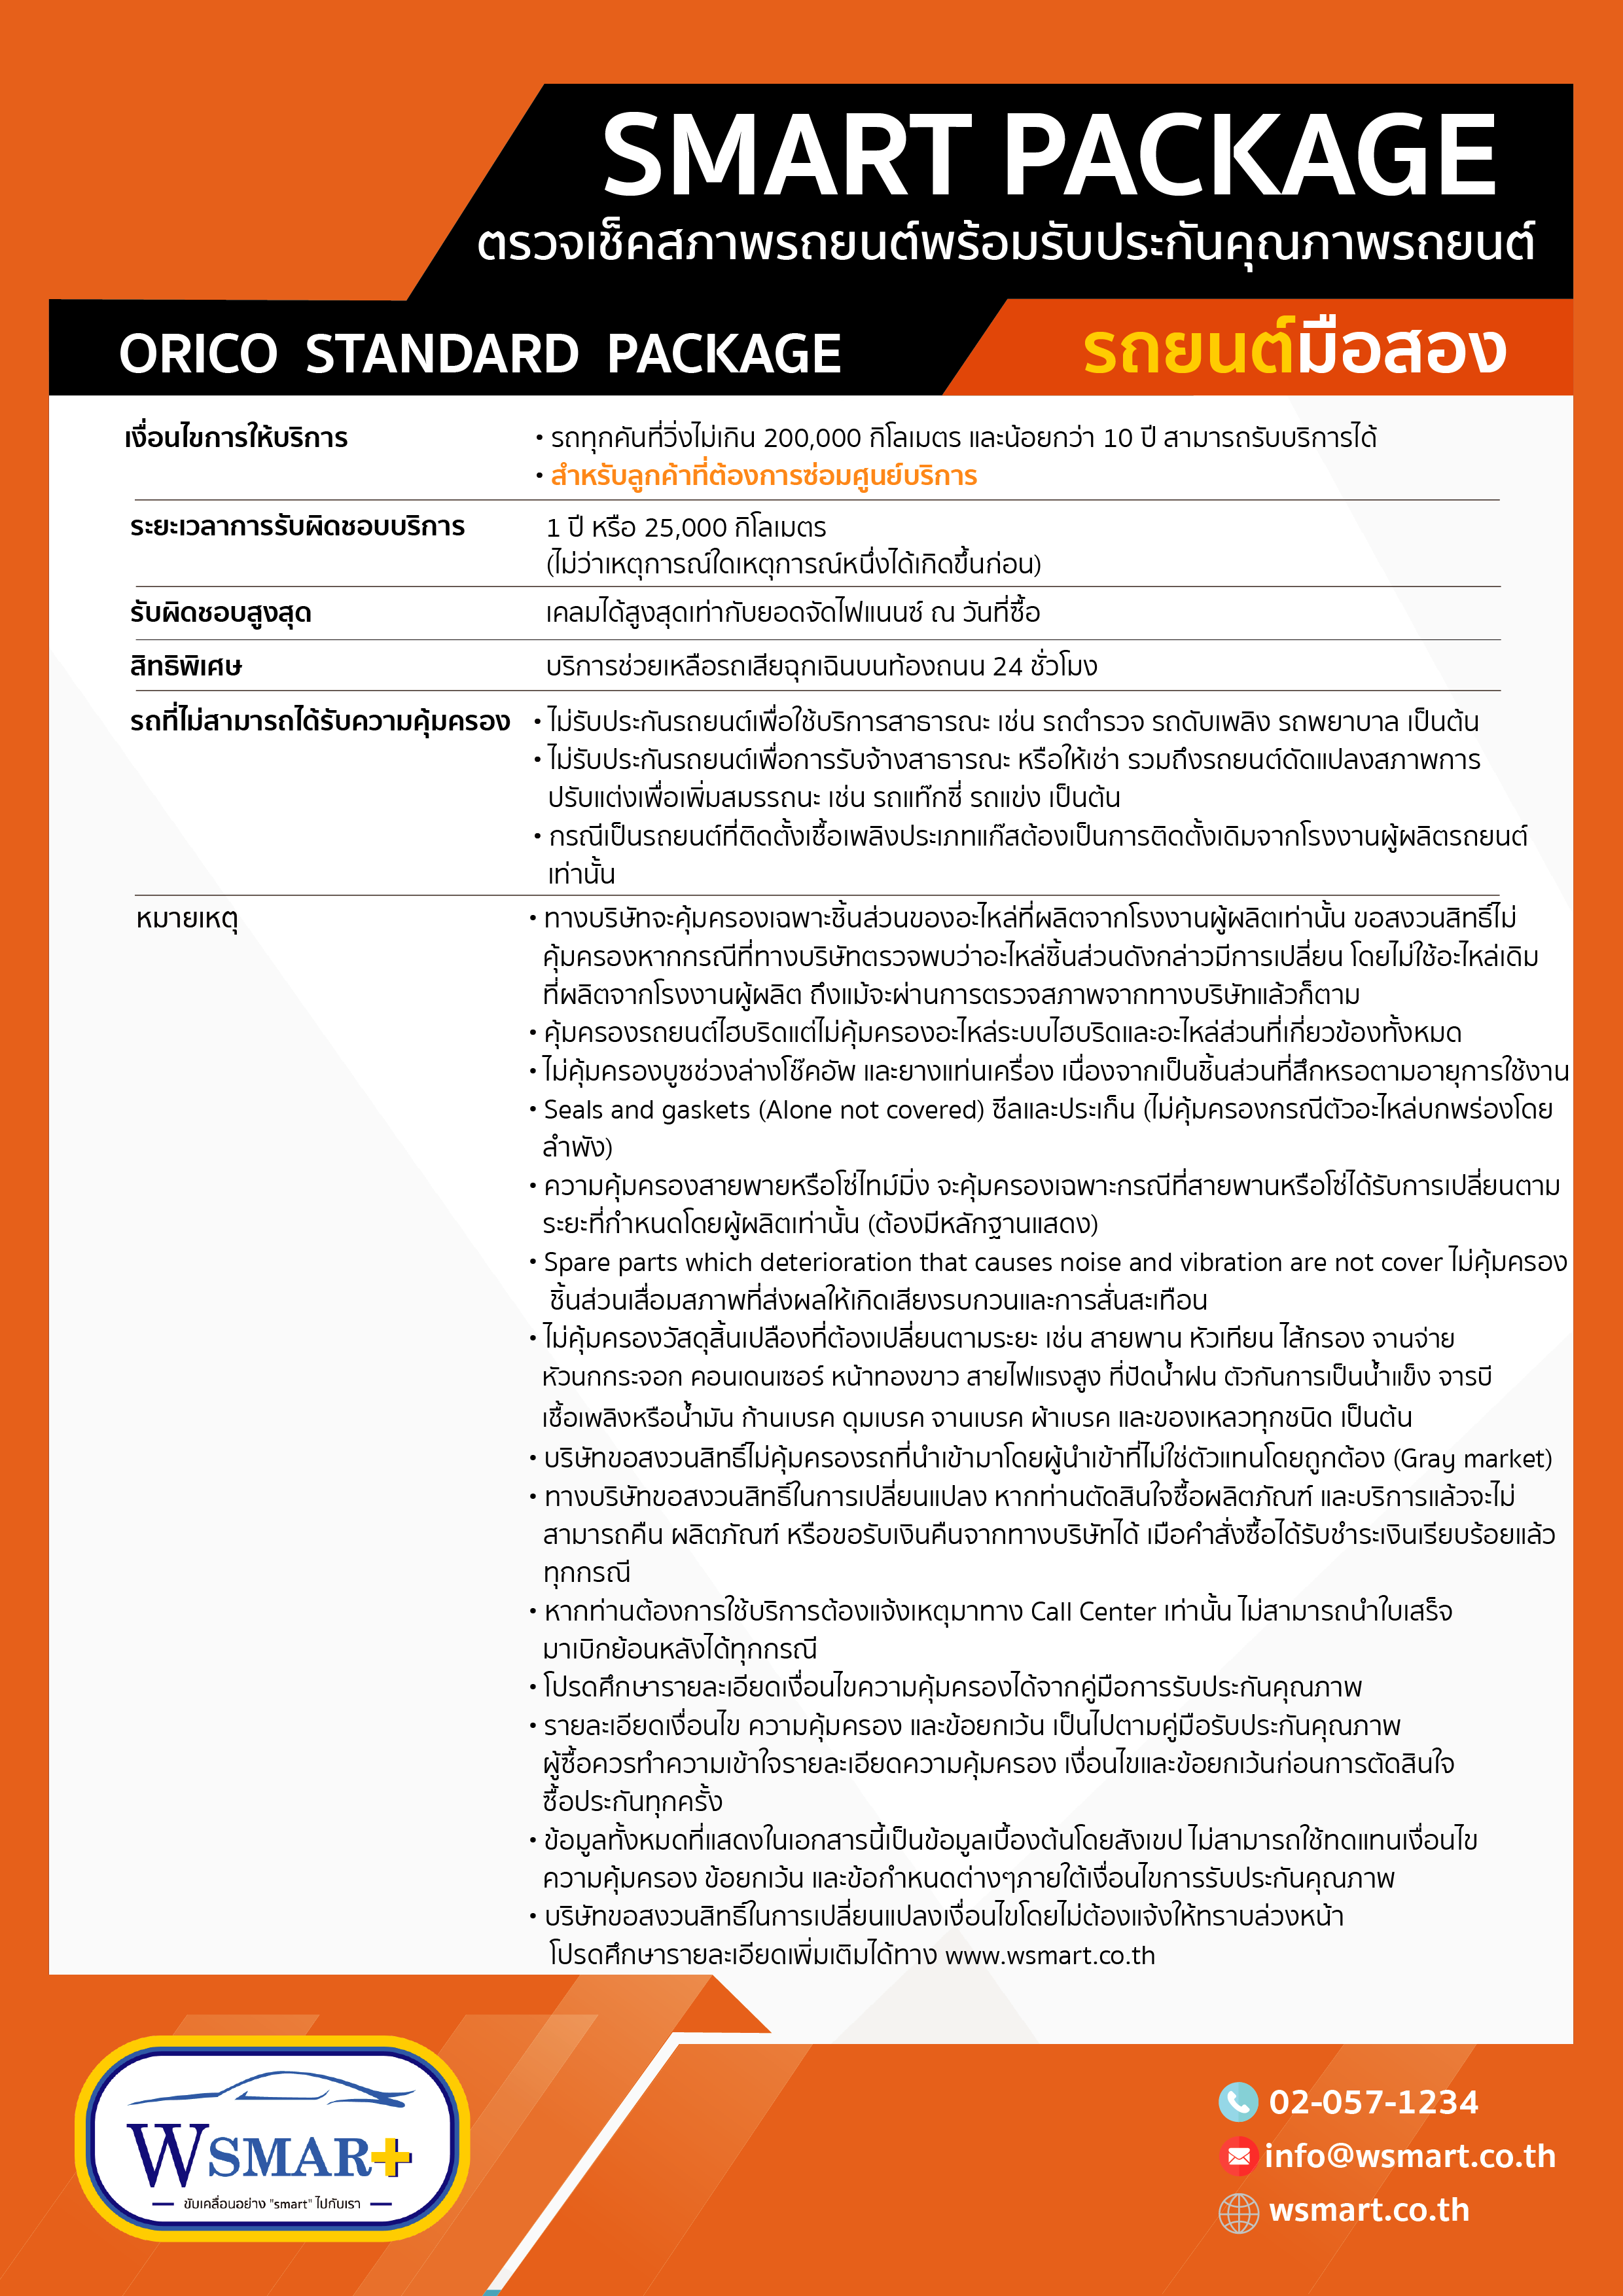 SMART PACKAGE
ตรวจเช็คสภาพรถยนต์พร้อมรับประกันคุณภาพรถยนต์
ORICO STANDARD PACKAGE
รถยนต์มือสอง
เงื่อนไขการให้บริการ
• รถทุกคันที่วิ่งไม่เกิน 200,000 กิโลเมตร และน้อยกว่า 10 ปี สามารถรับบริการได้
• สำหรับลูกค้าที่ต้องการซ่อมศูนย์บริการ
ระยะเวลาการรับผิดชอบบริการ
1 ปี หรือ 25,000 กิโลเมตร
(ไม่ว่าเหตุการณ์ใดเหตุการณ์หนึ่งได้เกิดขึ้นก่อน)
รับผิดชอบสูงสุด
เคลมได้สูงสุดเท่ากับยอดจัดไฟแนนซ์ ณ วันที่ซื้อ
สิทธิพิเศษ
บริการช่วยเหลือรถเสียฉุกเฉินบนท้องถนน 24 ชั่วโมง
รถที่ไม่สามารถได้รับความคุ้มครอง
• ไม่รับประกันรถยนต์เพื่อใช้บริการสาธารณะ เช่น รถตำรวจ รถดับเพลิง รถพยาบาล เป็นต้น
• ไม่รับประกันรถยนต์เพื่อการรับจ้างสาธารณะ หรือให้เช่า รวมถึงรถยนต์ดัดแปลงสภาพการ
ปรับแต่งเพื่อเพิ่มสมรรถนะ เช่น รถแท๊กซี่ รถแข่ง เป็นต้น
• กรณีเป็นรถยนต์ที่ติดตั้งเชื้อเพลิงประเภทแก๊สต้องเป็นการติดตั้งเดิมจากโรงงานผู้ผลิตรถยนต์
เท่านั้น
หมายเหตุ
• ทางบริษัทจะคุ้มครองเฉพาะชิ้นส่วนของอะไหล่ที่ผลิตจากโรงงานผู้ผลิตเท่านั้น ขอสงวนสิทธิ์ไม่
คุ้มครองหากกรณีที่ทางบริษัทตรวจพบว่าอะไหล่ชิ้นส่วนดังกล่าวมีการเปลี่ยน โดยไม่ใช้อะไหล่เดิม
ที่ผลิตจากโรงงานผู้ผลิต ถึงแม้จะผ่านการตรวจสภาพจากทางบริษัทแล้วก็ตาม
• คุ้มครองรถยนต์ไฮบริดแต่ไม่คุ้มครองอะไหล่ระบบไฮบริดและอะไหล่ส่วนที่เกี่ยวข้องทั้งหมด
• ไม่คุ้มครองบูซช่วงล่างโช๊คอัพ และยางแท่นเครื่อง เนื่องจากเป็นชิ้นส่วนที่สึกหรอตามอายุการใช้งาน
• Seals and gaskets (Alone not covered) ซีลและประเก็น (ไม่คุ้มครองกรณีตัวอะไหล่บกพร่องโดย
ลำพัง)
• ความคุ้มครองสายพายหรือโซ่ไทม์มิ่ง จะคุ้มครองเฉพาะกรณีที่สายพานหรือโซ่ได้รับการเปลี่ยนตาม
ระยะที่กำหนดโดยผู้ผลิตเท่านั้น (ต้องมีหลักฐานแสดง)
• Spare parts which deterioration that causes noise and vibration are not cover ไม่คุ้มครอง
ชิ้นส่วนเสื่อมสภาพที่ส่งผลให้เกิดเสียงรบกวนและการสั่นสะเทือน
• ไม่คุ้มครองวัสดุสิ้นเปลืองที่ต้องเปลี่ยนตามระยะ เช่น สายพาน หัวเทียน ไส้กรอง จานจ่าย
หัวนกกระจอก คอนเดนเซอร์ หน้าทองขาว สายไฟแรงสูง ที่ปัดน้ำฝน ตัวกันการเป็นน้ำแข็ง จารบี
เชื้อเพลิงหรือน้ำมัน ก้านเบรค ดุมเบรค จานเบรค ผ้าเบรค และของเหลวทุกชนิด เป็นต้น
• บริษัทขอสงวนสิทธิ์ไม่คุ้มครองรถที่นำเข้ามาโดยผู้นำเข้าที่ไม่ใช่ตัวแทนโดยถูกต้อง (Gray market)
• ทางบริษัทขอสงวนสิทธิ์ในการเปลี่ยนแปลง หากท่านตัดสินใจซื้อผลิตภัณฑ์ และบริการแล้วจะไม่
สามารถคืน ผลิตภัณฑ์ หรือขอรับเงินคืนจากทางบริษัทได้ เมือคำสั่งซื้อได้รับชำระเงินเรียบร้อยแล้ว
ทุกกรณี
• หากท่านต้องการใช้บริการต้องแจ้งเหตุมาทาง Call Center เท่านั้น ไม่สามารถนำใบเสร็จ
มาเบิกย้อนหลังได้ทุกกรณี
• โปรดศึกษารายละเอียดเงื่อนไขความคุ้มครองได้จากคู่มือการรับประกันคุณภาพ
• รายละเอียดเงื่อนไข ความคุ้มครอง และข้อยกเว้น เป็นไปตามคู่มือรับประกันคุณภาพ
ผู้ซื้อควรทำความเข้าใจรายละเอียดความคุ้มครอง เงื่อนไขและข้อยกเว้นก่อนการตัดสินใจ
ซื้อประกันทุกครั้ง
• ข้อมูลทั้งหมดที่แสดงในเอกสารนี้เป็นข้อมูลเบื้องต้นโดยสังเขป ไม่สามารถใช้ทดแทนเงื่อนไข
ความคุ้มครอง ข้อยกเว้น และข้อกำหนดต่างๆภายใต้เงื่อนไขการรับประกันคุณภาพ
• บริษัทขอสงวนสิทธิ์ในการเปลี่ยนแปลงเงื่อนไขโดยไม่ต้องแจ้งให้ทราบล่วงหน้า
โปรดศึกษารายละเอียดเพิ่มเติมได้ทาง www.wsmart.co.th
WSMAR+
ขับเคลื่อนอย่าง "smart" ไปกับเรา
02-057-1234
info@wsmart.co.th
wsmart.co.th